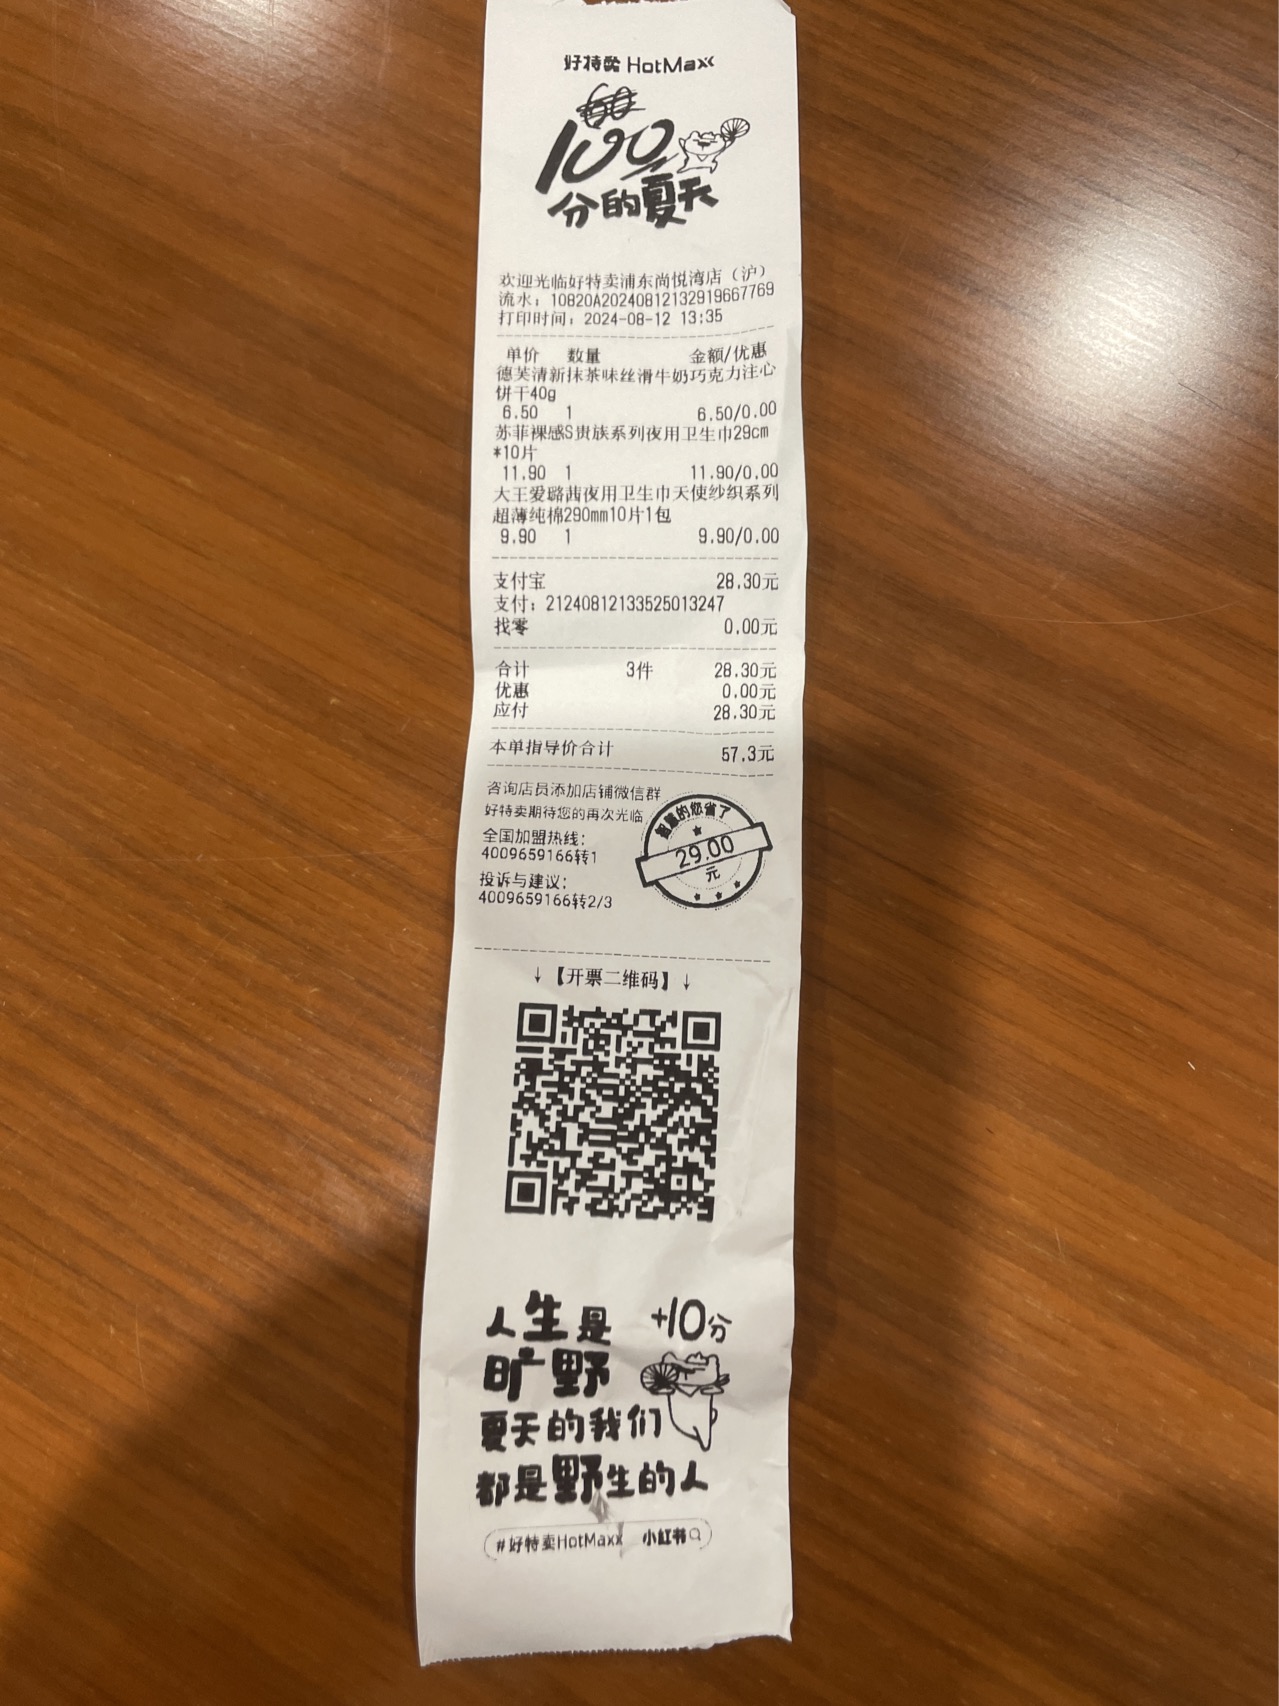 好特卖 HotMaxx
60
100
分的夏天
欢迎光临好特卖浦东尚悦湾店（沪）
流水：10820A20240812132919667769
打印时间：2024-08-12 13:35
单价 数量 金额/优惠
德芙清新抹茶味丝滑牛奶巧克力注心
饼干40g
6.50 1 6.50/0.00
苏菲裸感S贵族系列夜用卫生巾29cm
*10片
11.90 1 11.90/0.00
大王爱璐茜夜用卫生巾天使纱织系列
超薄纯棉290mm10片1包
9.90 1 9.90/0.00
支付宝 28.30元
支付：21240812133525013247
找零 0.00元
合计 3件 28.30元
优惠 0.00元
应付 28.30元
本单指导价合计 57.3元
咨询店员添加店铺微信群
好特卖期待您的再次光临
全国加盟热线：
4009659166转1
投诉与建议：
4009659166转2/3
智慧的您省了
29.00
元
↓【开票二维码】↓
人生是 +10分
旷野
夏天的我们
都是野生的人
#好特卖HotMaxx 小红书